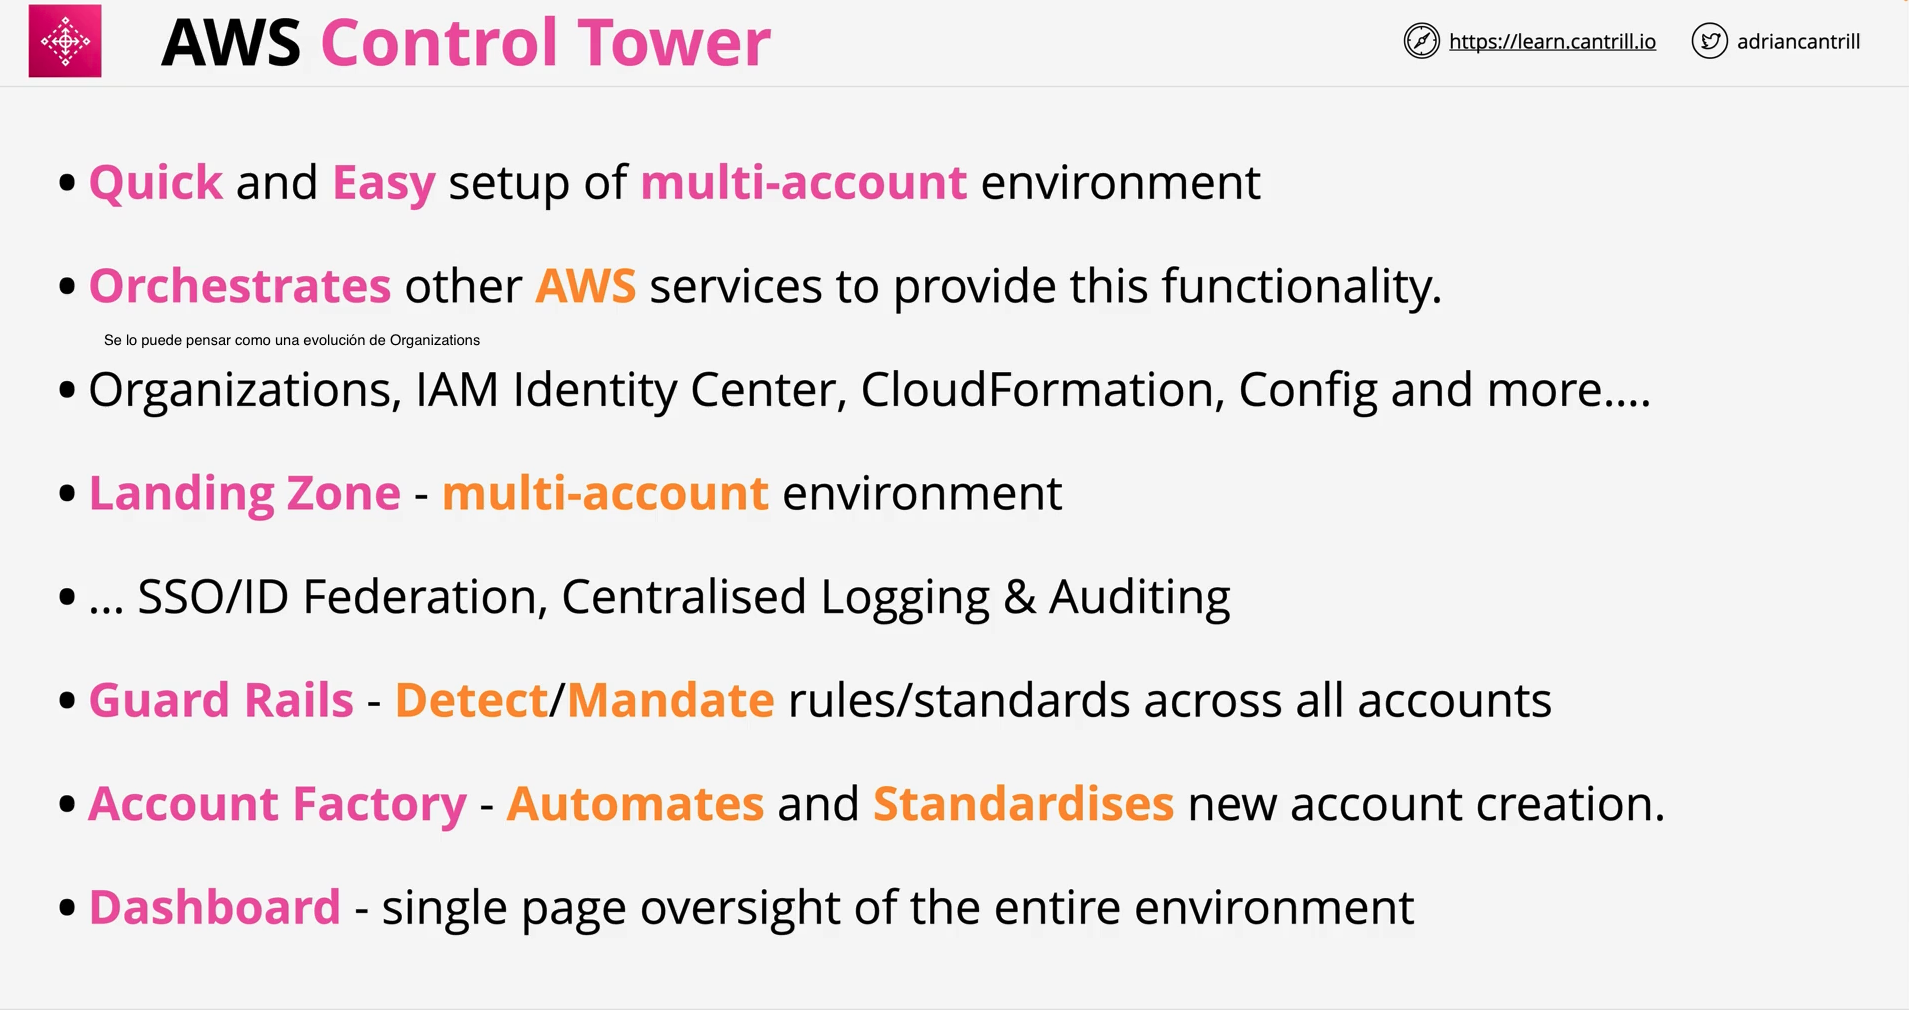 AWS Control Tower
https://learn.cantrill.io
adriancantrill
• Quick and Easy setup of multi-account environment
• Orchestrates other AWS services to provide this functionality.
Se lo puede pensar como una evolución de Organizations
• Organizations, IAM Identity Center, CloudFormation, Config and more....
• Landing Zone - multi-account environment
• ... SSO/ID Federation, Centralised Logging & Auditing
• Guard Rails - Detect/Mandate rules/standards across all accounts
• Account Factory - Automates and Standardises new account creation.
• Dashboard - single page oversight of the entire environment